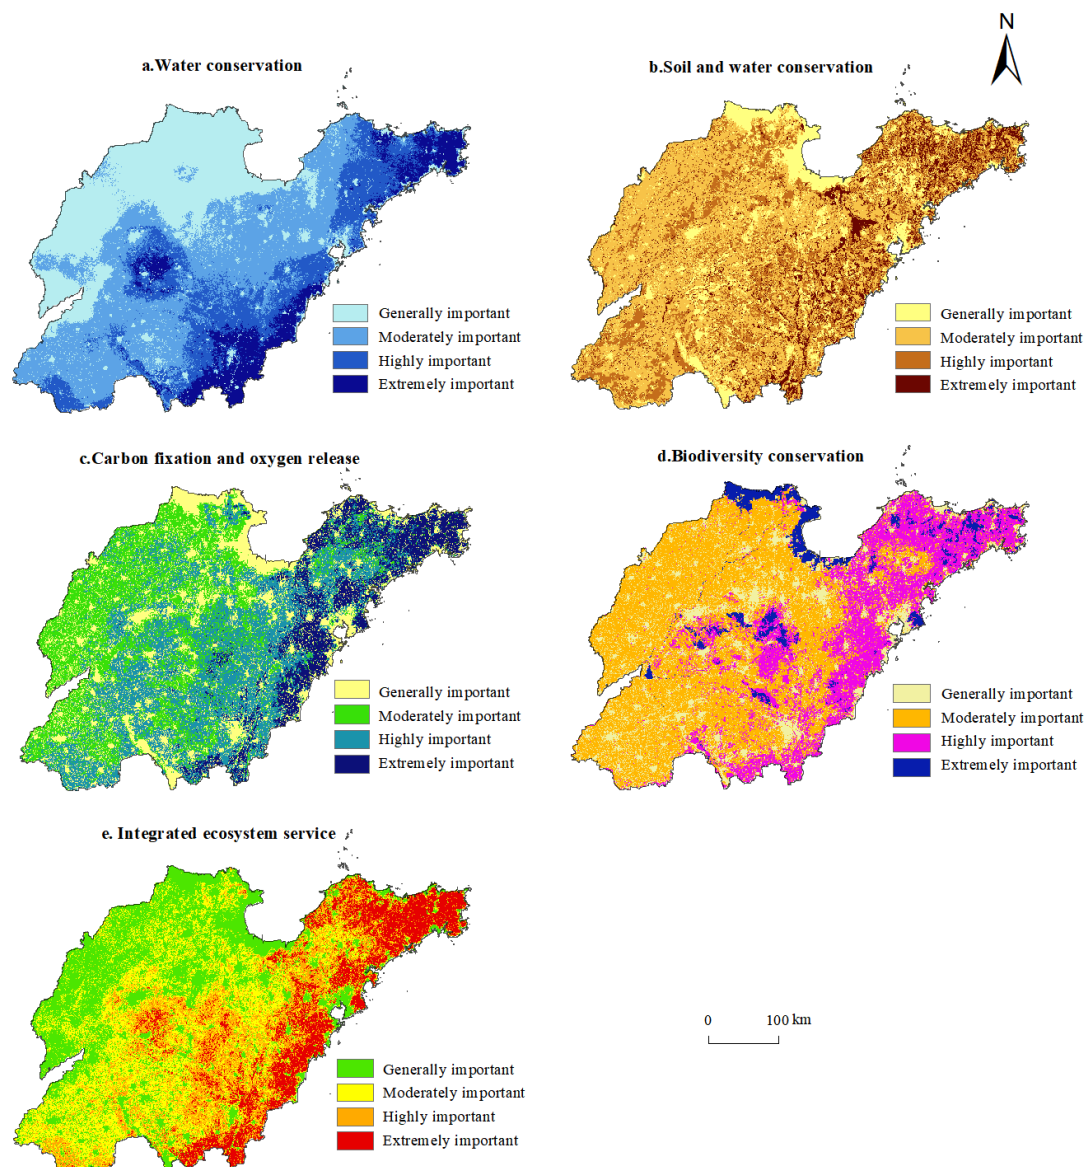 N
a.Water conservation
Generally important
Moderately important
Highly important
Extremely important
b.Soil and water conservation
Generally important
Moderately important
Highly important
Extremely important
c.Carbon fixation and oxygen release
Generally important
Moderately important
Highly important
Extremely important
d.Biodiversity conservation
Generally important
Moderately important
Highly important
Extremely important
e. Integrated ecosystem service
Generally important
Moderately important
Highly important
Extremely important
0 100 km